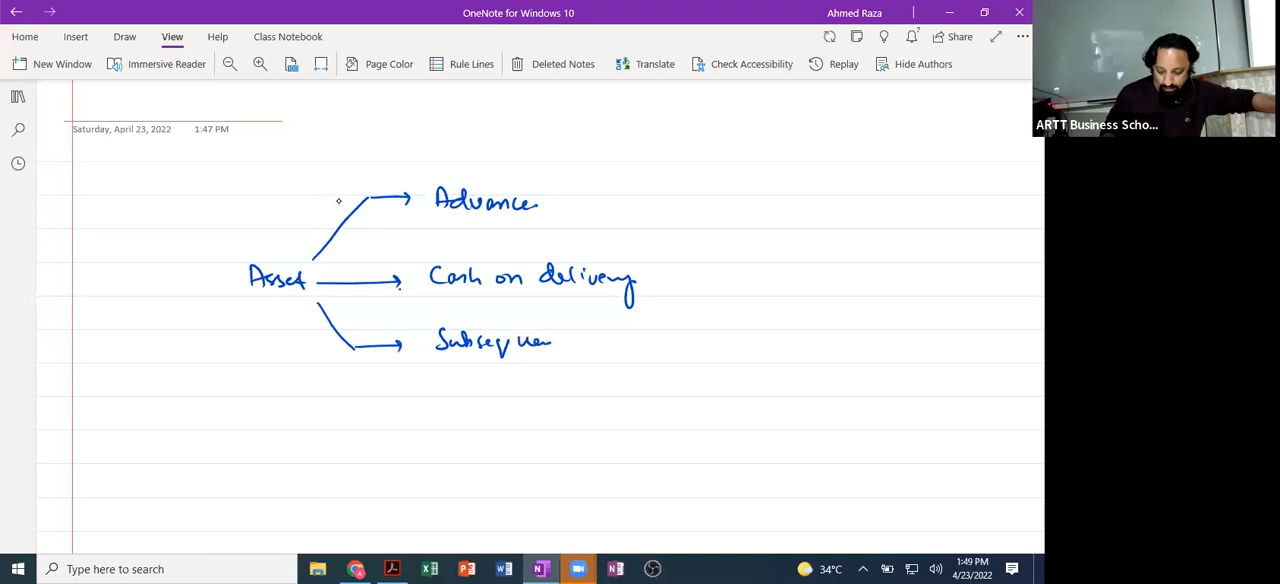 OneNote for Windows 10
Ahmed Raza
Home Insert Draw View Help Class Notebook
Share
New Window Immersive Reader Page Color Rule Lines Deleted Notes Translate Check Accessibility Replay Hide Authors
ARTT Business Scho...
Saturday, April 23, 2022 1:47 PM
Advance
Asset Cash on delivery
Subsequen
Type here to search
34°C
1:49 PM
4/23/2022